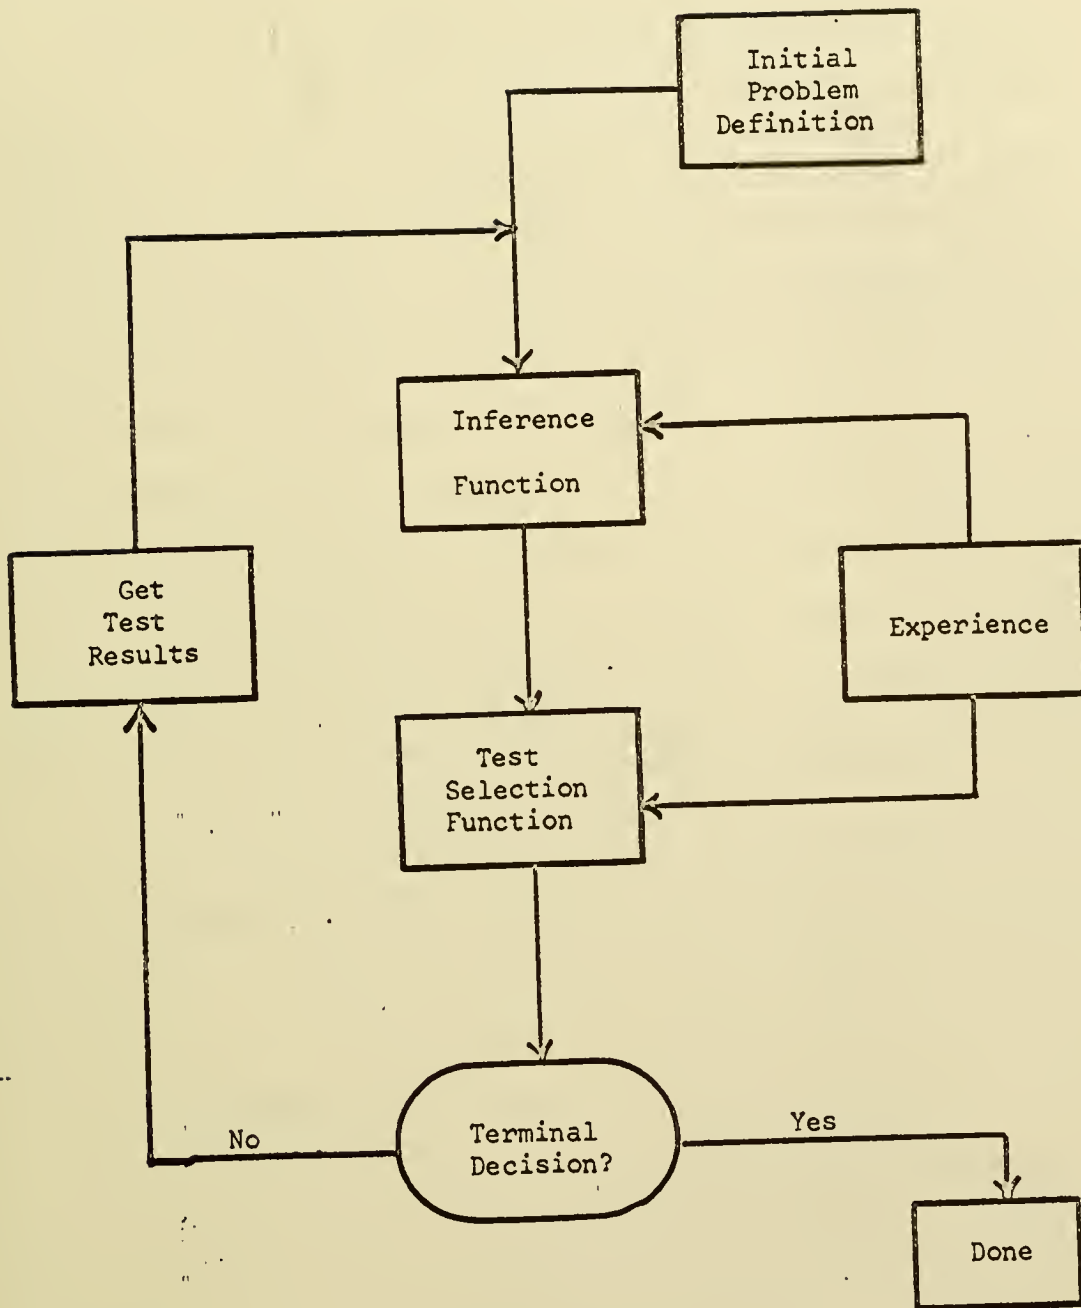 Initial
Problem
Definition
Inference
Function
Get
Test
Results
Experience
Test
Selection
Function
No
Terminal
Decision?
Yes
Done